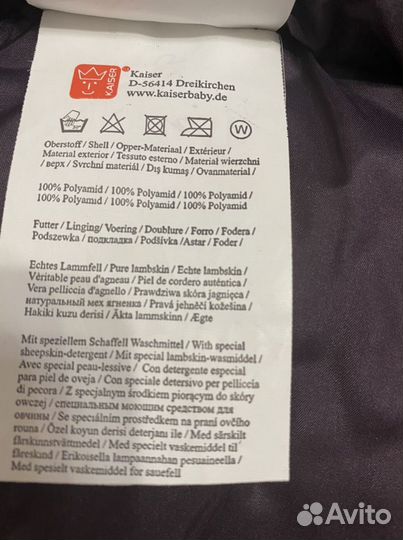 Kaiser
D-56414 Dreikirchen
www.kaiserbaby.de
KAISER
W
Oberstoff / Shell / Opper-Materiaal / Extérieur /
Material exterior / Tessuto esterno / Materiał wierzchni
/ верх / Svrchní materiál / Dış kumaş / Ovanmaterial /
100% Polyamid / 100% Polyamid / 100% Polyamid /
100% Polyamid / 100% Polyamid / 100% Polyamid
Futter / Linging/ Voering / Doublure / Forro / Fodera /
Podszewka / подкладка / Podšívka /Astar / Foder /
Echtes Lammfell / Pure lambskin / Echte lambskin /
Véritable peau d'agneau / Piel de cordero auténtica /
Vera pelliccia d'agnello / Prawdziwa skóra jagnięca /
натуральный мех ягненка / Pravá jehněčí kožešina /
Hakiki kuzu derisi / Äkta lammskinn / Ægte
Mit speziellem Schaffell Waschmittel / With special
sheepskin-detergent / Mit special lambskin-wasmiddel /
Avec special peau-lessive / Con detergente especial
para piel de oveja / Con speciale detersivo per pelliccia
di pecora / Z specjalnym środkiem piorącym do skóry
owczej / специальным моющим средством для
овчины / Se speciálním prostředkem na praní ovčího
rouna / Özel koyun derisi deterjanı ile / Med särskilt
fårskunnsvättmedel / Med specielt vaskemiddel til
fåreskind / Erikoisella lampaannahan pesuaineella /
Med spesielt vaskemiddel for sauefell
Avito